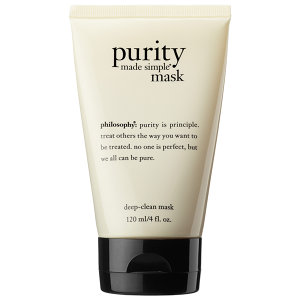 purity
made simple®
mask
philosophy®: purity is principle.
treat others the way you want to
be treated. no one is perfect, but
we all can be pure.
deep-clean mask
120 ml/4 fl. oz.